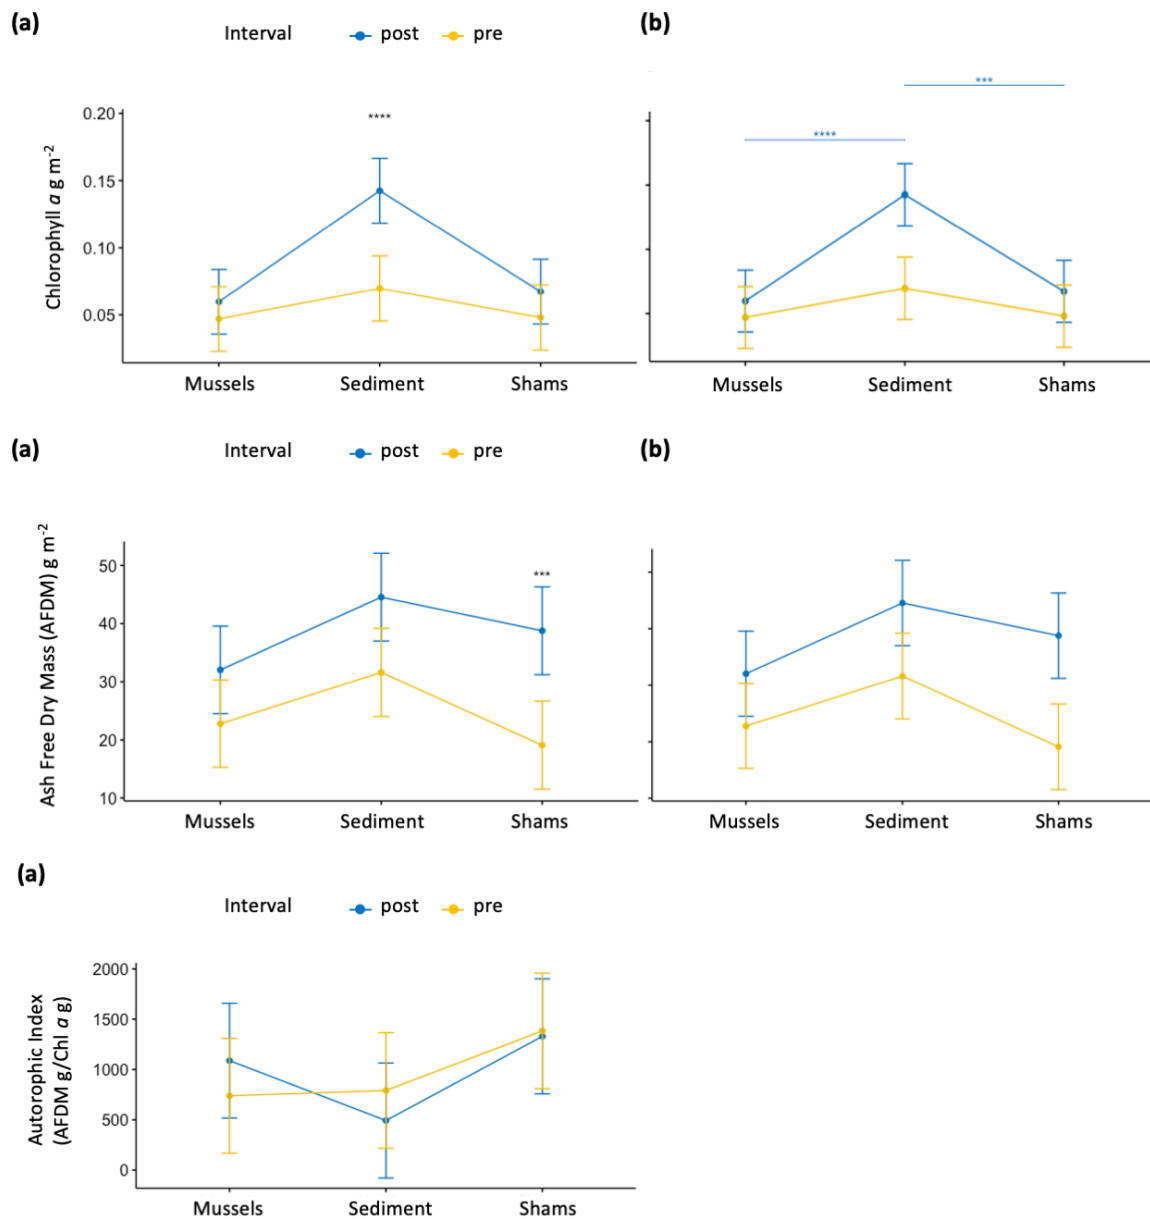 (a)
Interval post pre
(b)
Chlorophyll a g m-2
0.20
0.15
0.10
0.05
****
Mussels Sediment Shams
****
***
Mussels Sediment Shams
(a)
Interval post pre
(b)
Ash Free Dry Mass (AFDM) g m-2
50
40
30
20
10
***
Mussels Sediment Shams
Mussels Sediment Shams
(a)
Interval post pre
Autorophic Index
(AFDM g/Chl a g)
2000
1500
1000
500
0
Mussels Sediment Shams